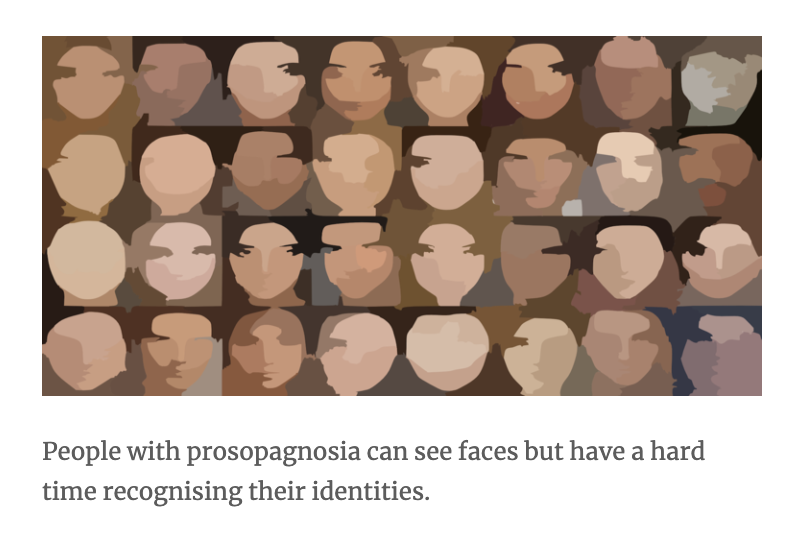 People with prosopagnosia can see faces but have a hard
time recognising their identities.